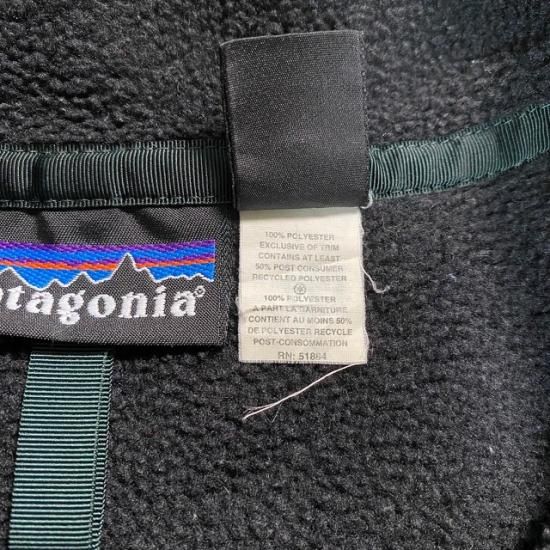 tagonia®
100% POLYESTER
EXCLUSIVE OF TRIM
CONTAINS AT LEAST
50% POST CONSUMER
RECYCLED POLYESTER
100% POLYESTER
A PART LA GARNITURE
CONTIENT AU MOINS 50%
DE POLYESTER RECYCLE
POST-CONSOMMATION
RN: 51884